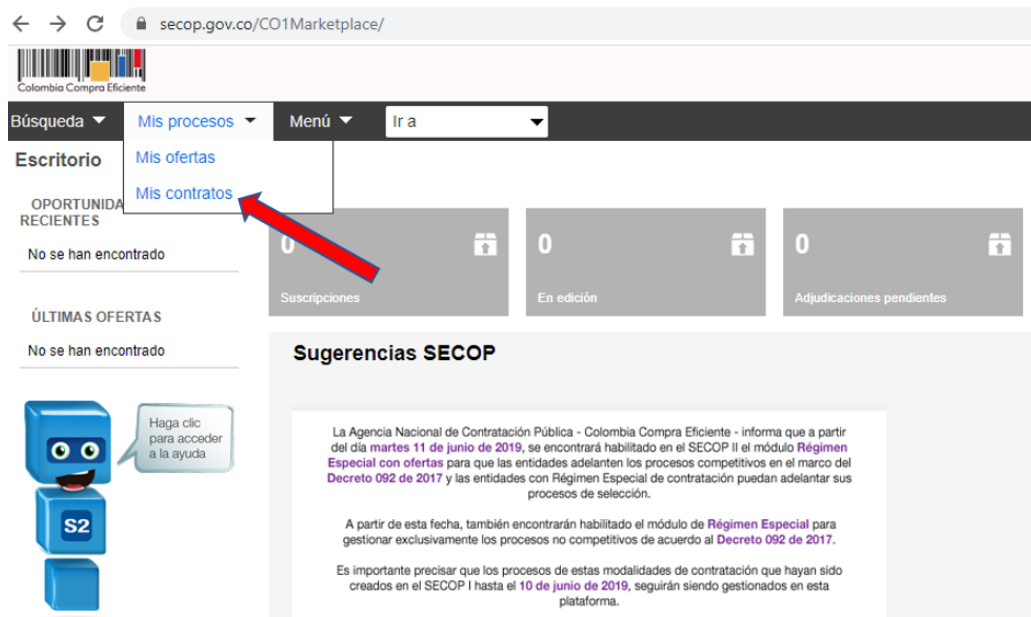 secop.gov.co/CO1Marketplace/
Colombia Compra Eficiente
Búsqueda Mis procesos Menú Ir a
Mis ofertas
Mis contratos
Escritorio
OPORTUNIDA
RECIENTES
No se han encontrado
ÚLTIMAS OFERTAS
No se han encontrado
0
Suscripciones
0
En edición
0
Adjudicaciones pendientes
Sugerencias SECOP
Haga clic
para acceder
a la ayuda
S2
La Agencia Nacional de Contratación Pública - Colombia Compra Eficiente - informa que a partir
del día martes 11 de junio de 2019, se encontrará habilitado en el SECOP II el módulo Régimen
Especial con ofertas para que las entidades adelanten los procesos competitivos en el marco del
Decreto 092 de 2017 y las entidades con Régimen Especial de contratación puedan adelantar sus
procesos de selección.
A partir de esta fecha, también encontrarán habilitado el módulo de Régimen Especial para
gestionar exclusivamente los procesos no competitivos de acuerdo al Decreto 092 de 2017.
Es importante precisar que los procesos de estas modalidades de contratación que hayan sido
creados en el SECOP I hasta el 10 de junio de 2019, seguirán siendo gestionados en esta
plataforma.